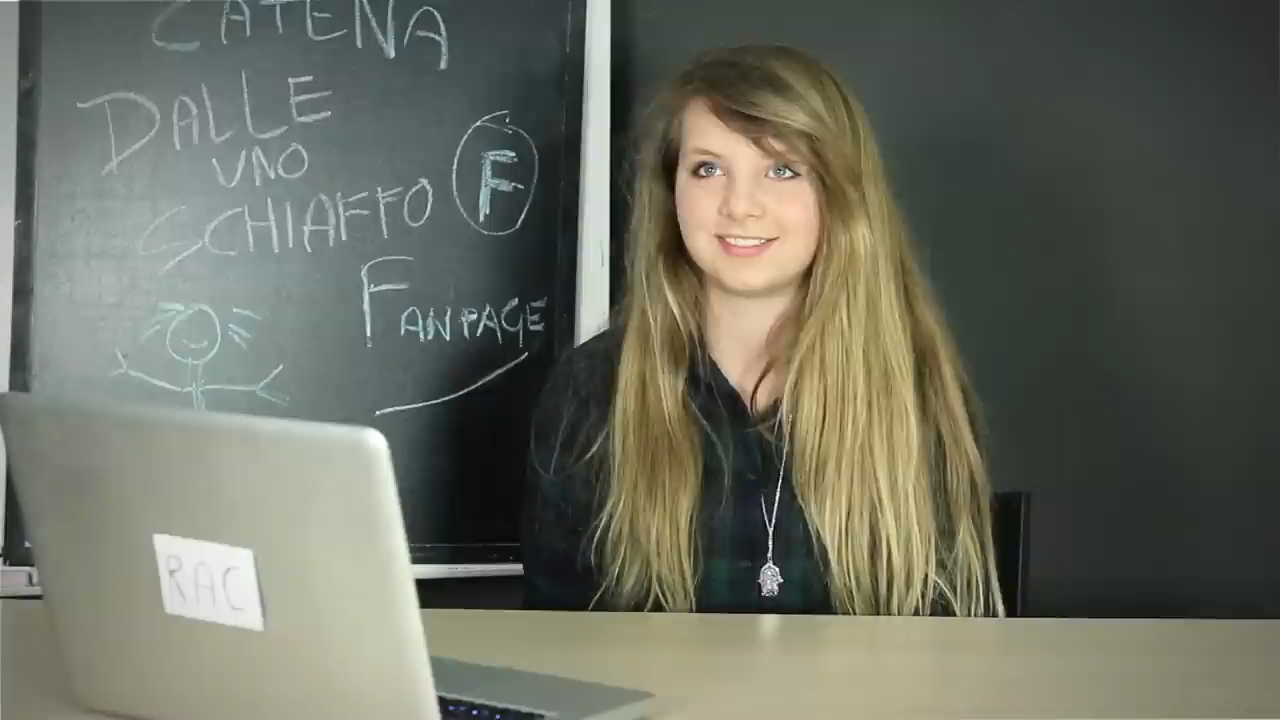 CATENA
DALLE
UNO
SCHIAFFO
F
FANPAGE
RAC